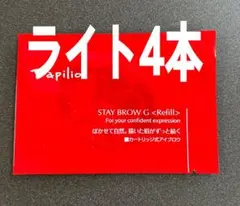 ライト4本
Papilio
STAY BROW G <Refill>
For your confident expression
ぼかせて自然。描いた眉がずっと続く
■カートリッジ式アイブロウ